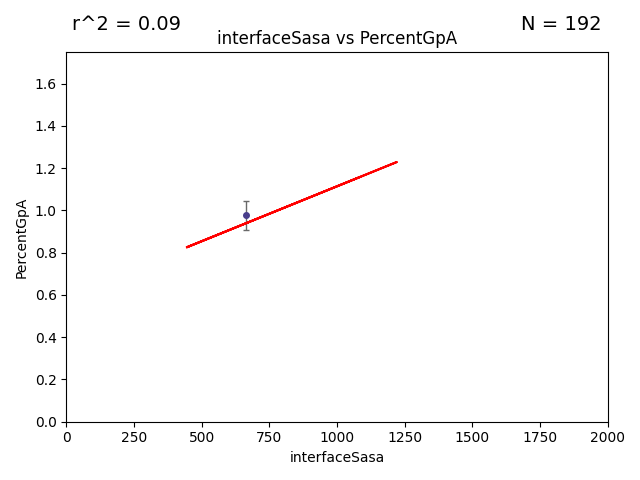 r^2 = 0.09
N = 192
interfaceSasa vs PercentGpA
PercentGpA
1.6
1.4
1.2
1.0
0.8
0.6
0.4
0.2
0.0
0 250 500 750 1000 1250 1500 1750 2000
interfaceSasa